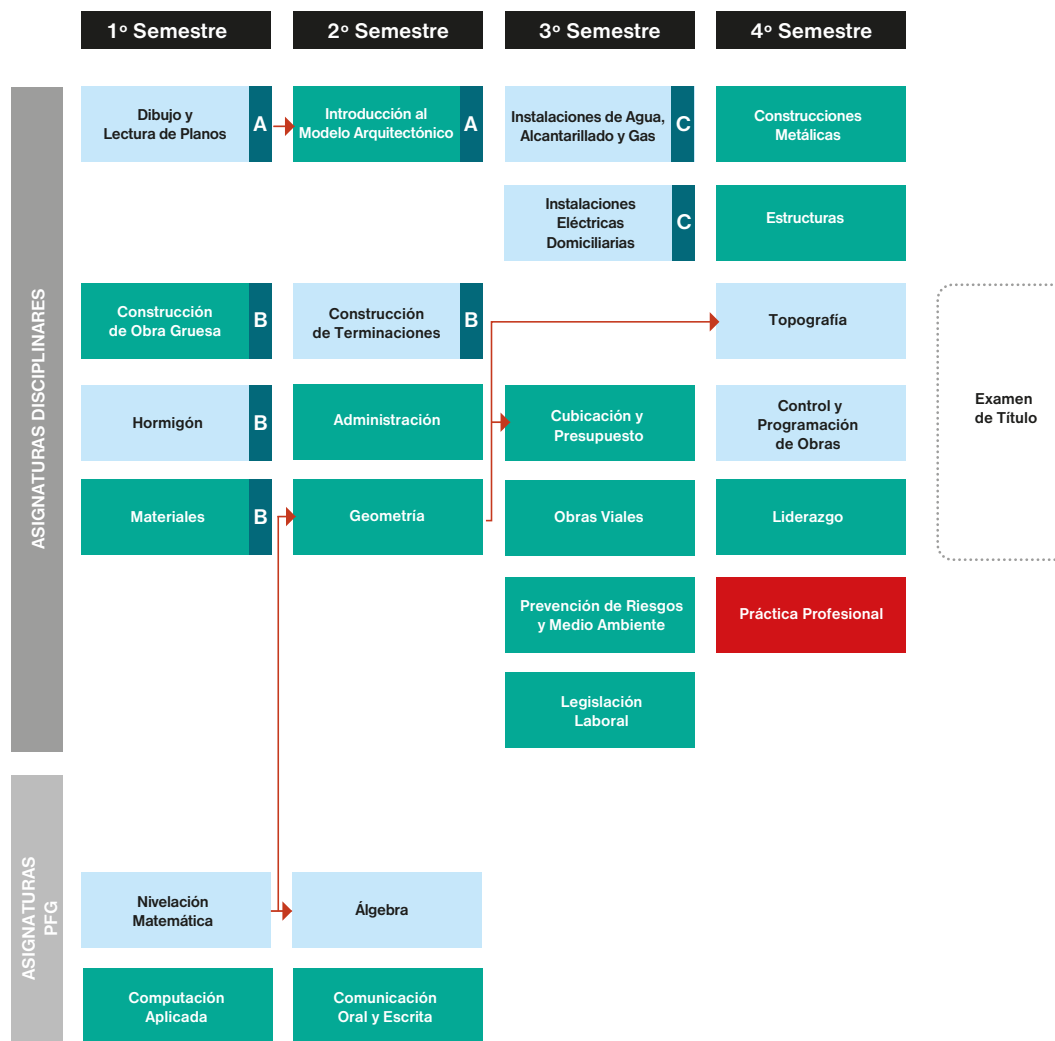 1º Semestre
2º Semestre
3º Semestre
4º Semestre
ASIGNATURAS DISCIPLINARES
Dibujo y
Lectura de Planos
A
Introducción al
Modelo Arquitectónico
A
Instalaciones de Agua,
Alcantarillado y Gas
C
Construcciones
Metálicas
Instalaciones
Eléctricas
Domiciliarias
C
Estructuras
Construcción
de Obra Gruesa
B
Construcción
de Terminaciones
B
Topografía
Hormigón
B
Administración
Cubicación y
Presupuesto
Control y
Programación
de Obras
Examen
de Título
Materiales
B
Geometría
Obras Viales
Liderazgo
Prevención de Riesgos
y Medio Ambiente
Práctica Profesional
Legislación
Laboral
ASIGNATURAS
PFG
Nivelación
Matemática
Álgebra
Computación
Aplicada
Comunicación
Oral y Escrita